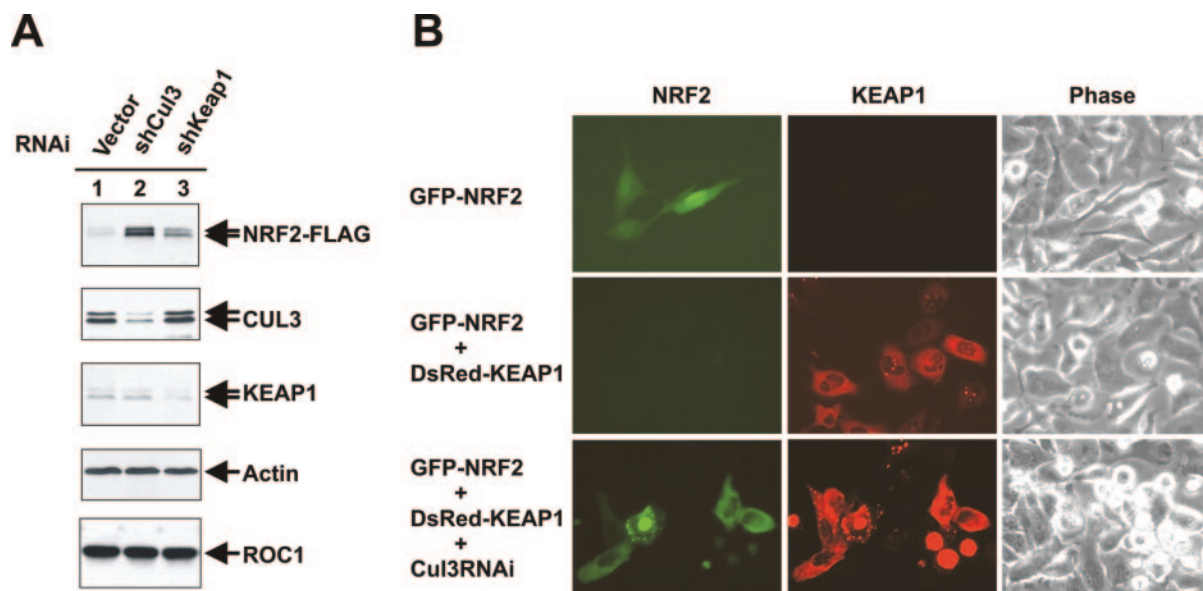 A
RNAi
Vector
shCul3
shKeap1
1 2 3
NRF2-FLAG
CUL3
KEAP1
Actin
ROC1
B
NRF2 KEAP1 Phase
GFP-NRF2
GFP-NRF2
+
DsRed-KEAP1
GFP-NRF2
+
DsRed-KEAP1
+
Cul3RNAi